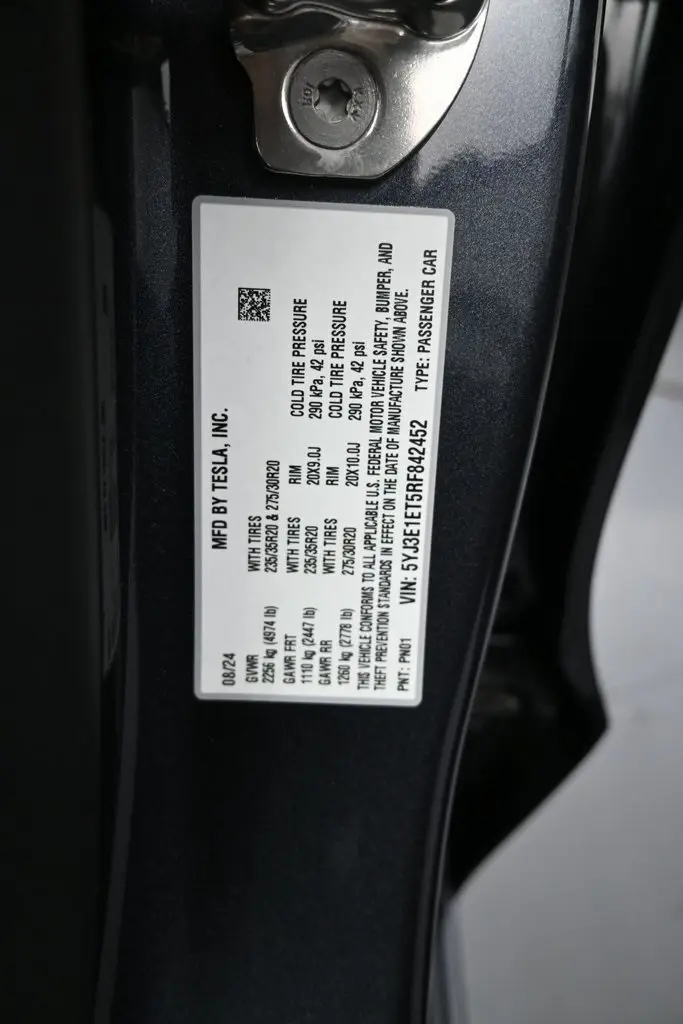 MFD BY TESLA, INC.
08/24
GVWR WITH TIRES
2256 kg (4974 lb) 235/35R20 & 275/30R20
GAWR FRT WITH TIRES RIM COLD TIRE PRESSURE
1110 kg (2447 lb) 235/35R20 20X9.0J 290 kPa, 42 psi
GAWR RR WITH TIRES RIM COLD TIRE PRESSURE
1260 kg (2778 lb) 275/30R20 20X10.0J 290 kPa, 42 psi
THIS VEHICLE CONFORMS TO ALL APPLICABLE U.S. FEDERAL MOTOR VEHICLE SAFETY, BUMPER, AND
THEFT PREVENTION STANDARDS IN EFFECT ON THE DATE OF MANUFACTURE SHOWN ABOVE.
PNT: PN01 VIN: 5YJ3E1ET5RF842452 TYPE: PASSENGER CAR